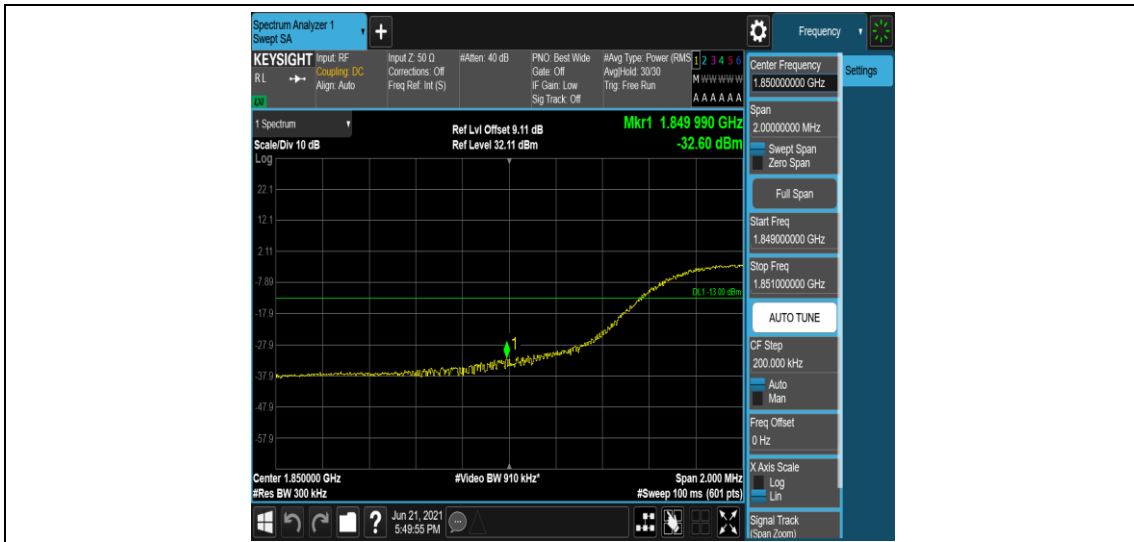 Spectrum Analyzer 1
Swept SA
+
Frequency
KEYSIGHT
RL
LXI
Input: RF
Coupling: DC
Align: Auto
Input Z: 50 Ω
Corrections: Off
Freq Ref: Int (S)
#Atten: 40 dB
PNO: Best Wide
Gate: Off
IF Gain: Low
Sig Track: Off
#Avg Type: Power (RMS
Avg|Hold: 30/30
Trig: Free Run
1 2 3 4 5 6
M W W W W W
A A A A A A
Center Frequency
1.850000000 GHz
Settings
Span
2.00000000 MHz
Swept Span
Zero Span
Full Span
Start Freq
1.849000000 GHz
Stop Freq
1.851000000 GHz
AUTO TUNE
CF Step
200.000 kHz
Auto
Man
Freq Offset
0 Hz
X Axis Scale
Log
Lin
Signal Track
(Span Zoom)
1 Spectrum
Scale/Div 10 dB
Log
Ref Lvl Offset 9.11 dB
Ref Level 32.11 dBm
Mkr1 1.849 990 GHz
-32.60 dBm
22.1
12.1
2.11
-7.89
-17.9
-27.9
-37.9
-47.9
-57.9
DL1 -13.00 dBm
1
Center 1.850000 GHz
#Res BW 300 kHz
#Video BW 910 kHz*
Span 2.000 MHz
#Sweep 100 ms (601 pts)
?
Jun 21, 2021
5:49:55 PM